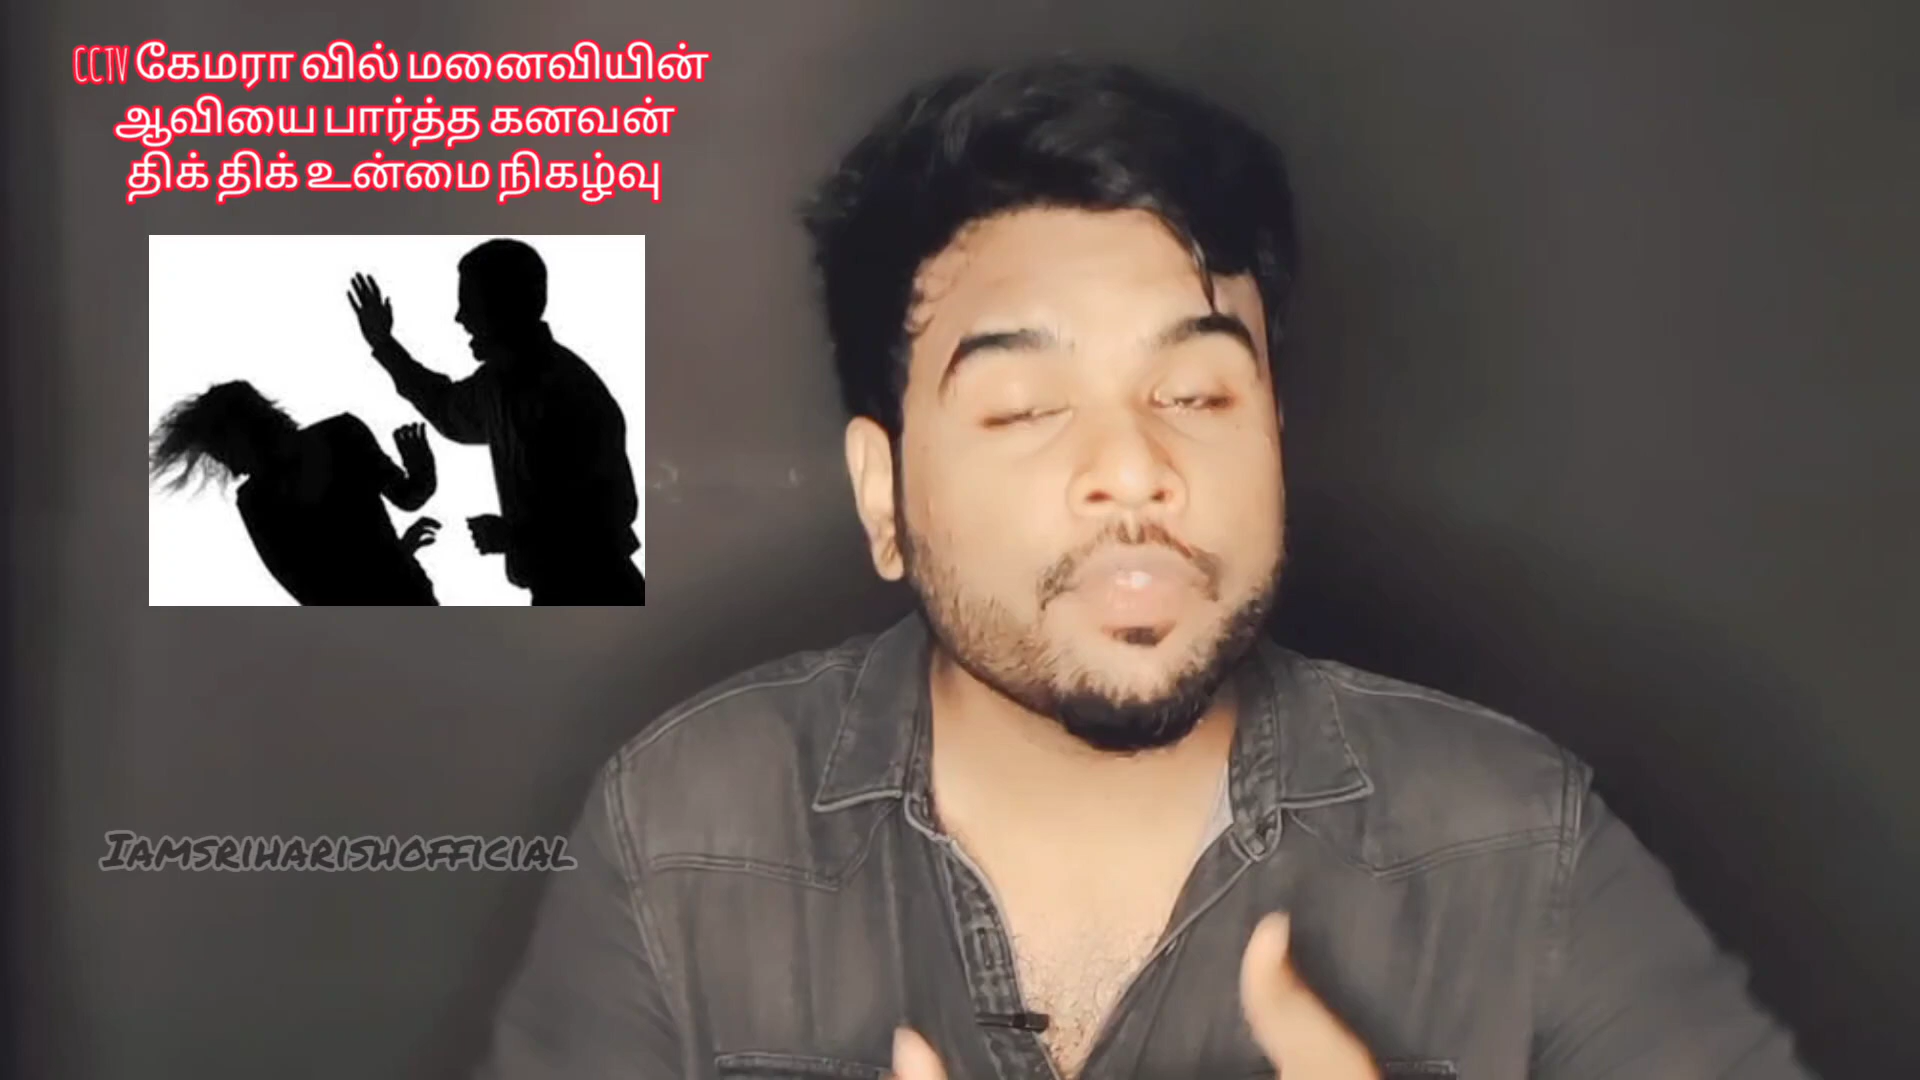 CCTV கேமரா வில் மனைவியின்
ஆவியை பார்த்த கனவன்
திக் திக் உன்மை நிகழ்வு
Iamsriharishofficial